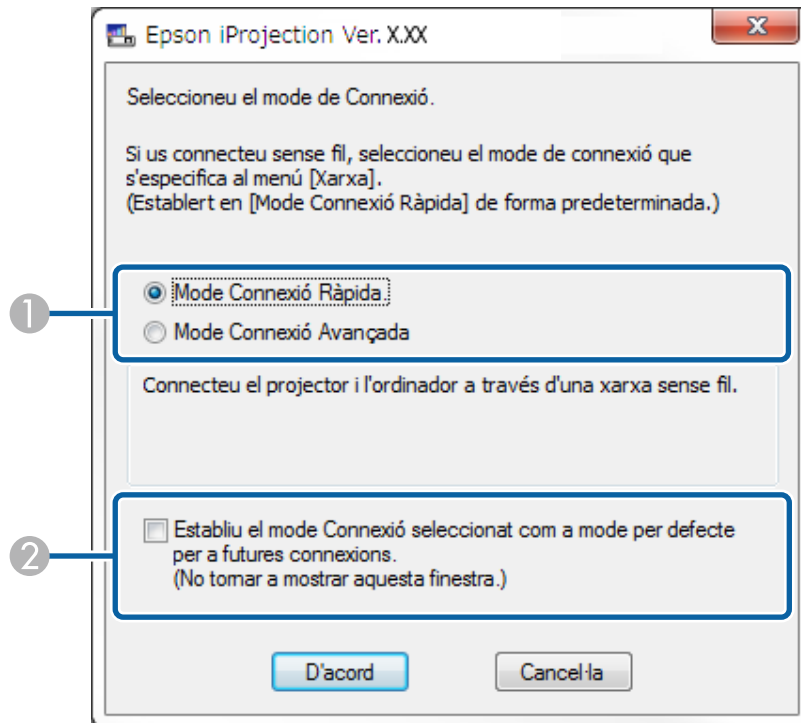 Epson iProjection Ver. X.XX
Seleccioneu el mode de Connexió.
Si us connecteu sense fil, seleccioneu el mode de connexió que
s'especifica al menú [Xarxa].
(Establert en [Mode Connexió Ràpida] de forma predeterminada.)
1
Mode Connexió Ràpida.
Mode Connexió Avançada
Connecteu el projector i l'ordinador a través d'una xarxa sense fil.
2
Establiu el mode Connexió seleccionat com a mode per defecte
per a futures connexions.
(No tornar a mostrar aquesta finestra.)
D'acord
Cancel·la